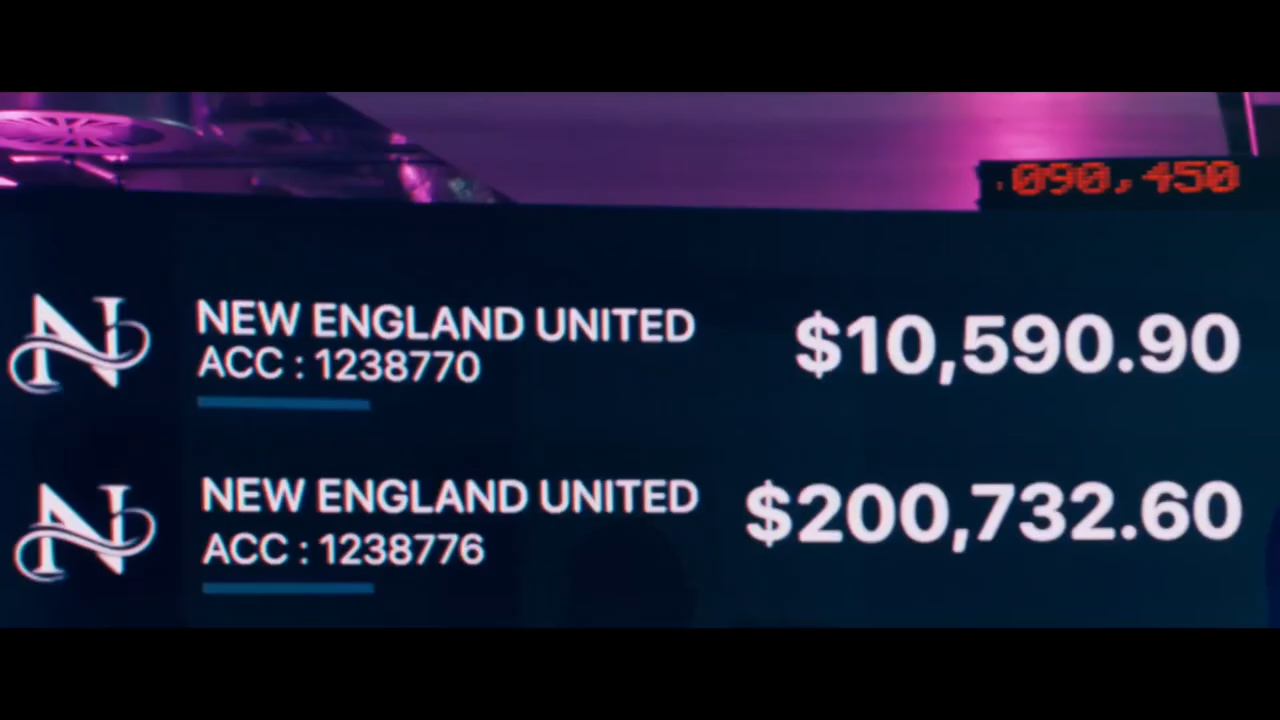 090,450
NEW ENGLAND UNITED
ACC : 1238770
$10,590.90
NEW ENGLAND UNITED
ACC : 1238776
$200,732.60